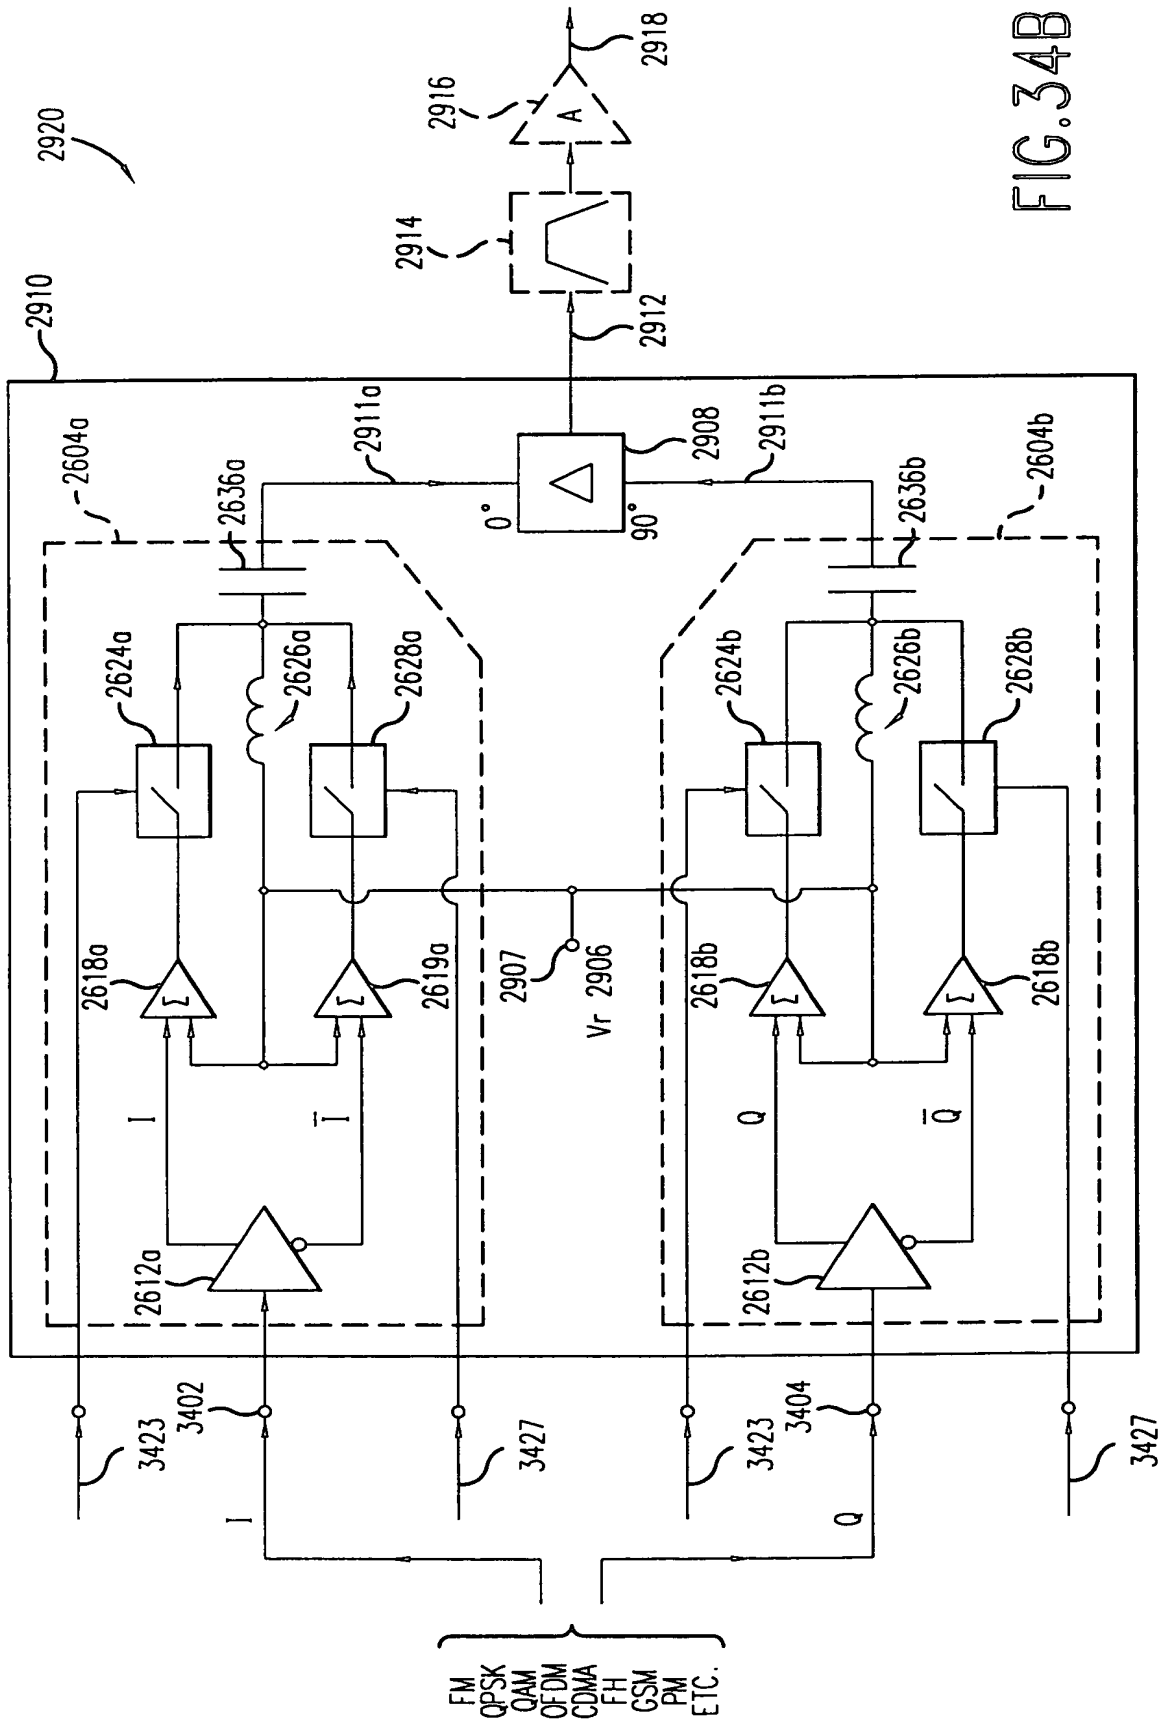 2920
2910
2604a
2636a
2911a
2916
A
2918
2914
2912
2624a
2626a
2628a
0°
90°
2908
2911b
2618a
Σ
2619a
Σ
I
I̅
2612a
3423
3402
I
3427
2907
Vr 2906
2604b
2636b
2624b
2626b
2628b
2618b
Σ
2618b
Σ
Q
Q̅
2612b
3423
3404
Q
3427
FM
QPSK
QAM
OFDM
CDMA
FH
GSM
PM
ETC.
FIG.34B